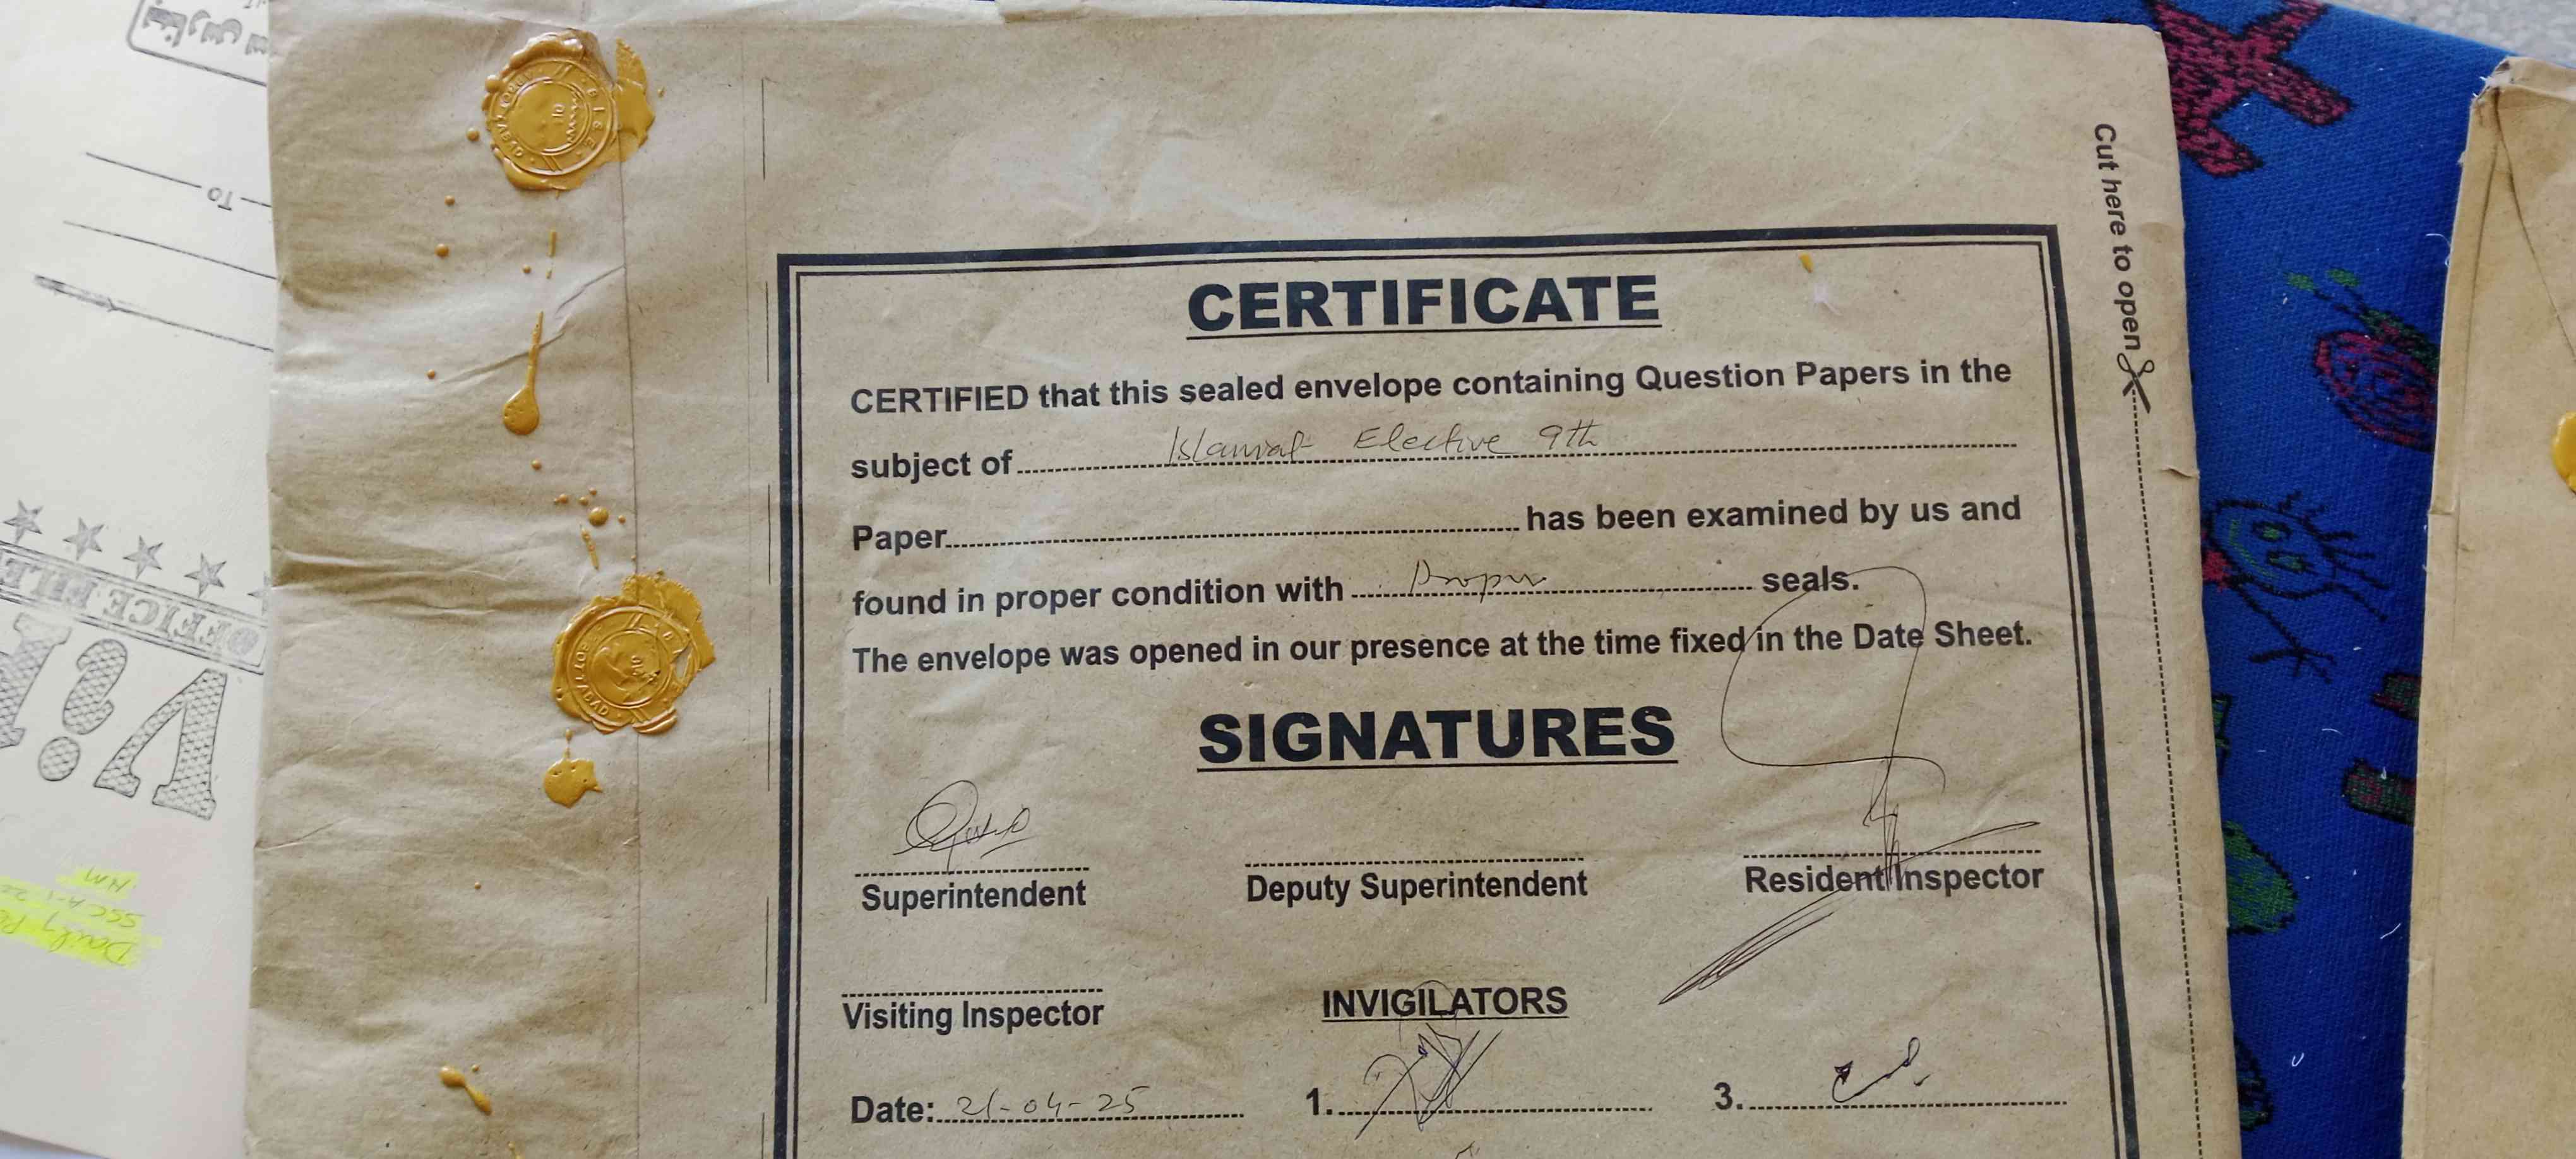 CERTIFICATE
CERTIFIED that this sealed envelope containing Question Papers in the
subject of Islamiat Elective 9th
Paper has been examined by us and
found in proper condition with Proper seals.
The envelope was opened in our presence at the time fixed in the Date Sheet.
SIGNATURES
Superintendent
Deputy Superintendent
Resident Inspector
Visiting Inspector
INVIGILATORS
Date: 21-04-25
1.
3.
Cut here to open
To
OFFICE FILE
Daily